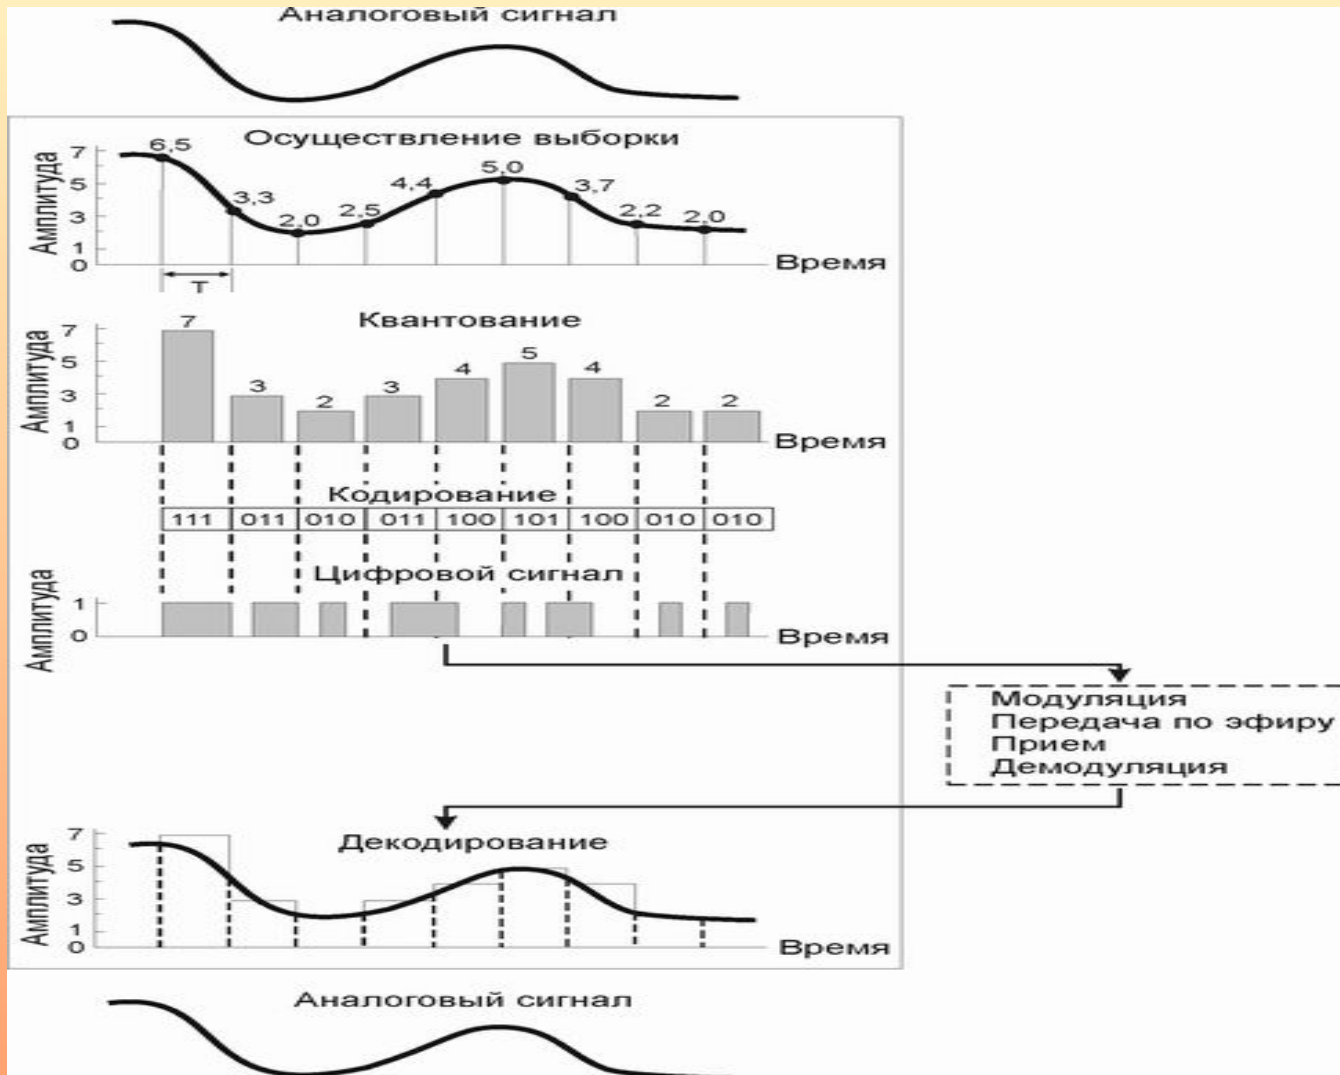 Аналоговый сигнал
Осуществление выборки
Амплитуда
7
5
3
1
0
6,5
3,3
2,0
2,5
4,4
5,0
3,7
2,2
2,0
Время
T
Квантование
Амплитуда
7
5
3
1
0
7
3
2
3
4
5
4
2
2
Время
Кодирование
111 011 010 011 100 101 100 010 010
Цифровой сигнал
Амплитуда
1
0
Время
Модуляция
Передача по эфиру
Прием
Демодуляция
Декодирование
Амплитуда
7
5
3
1
0
Время
Аналоговый сигнал